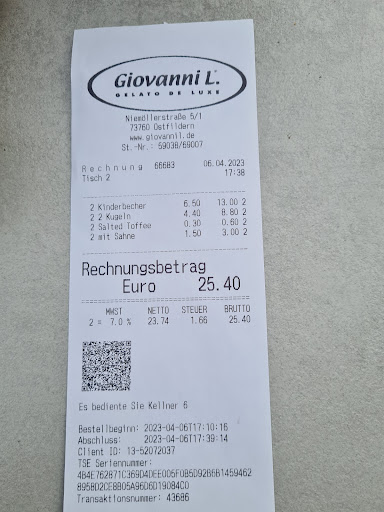 Giovanni L.
GELATO DE LUXE
Niemöllerstraße 5/1
73760 Ostfildern
www.giovannil.de
St.-Nr.: 59038/69007
Rechnung 66683 06.04.2023
Tisch 2 17:38
2 Kinderbecher 6.50 13.00 2
2 2 Kugeln 4.40 8.80 2
2 Salted Toffee 0.30 0.60 2
2 mit Sahne 1.50 3.00 2
Rechnungsbetrag
Euro 25.40
MWST NETTO STEUER BRUTTO
2 = 7.0 % 23.74 1.66 25.40
Es bediente Sie Kellner 6
Bestellbeginn: 2023-04-06T17:10:16
Abschluss: 2023-04-06T17:39:14
Client ID: 13-52072037
TSE Seriennummer:
4B4E762871C369D4DEE005F0B5D92B6B1459462
8958D2CEBB05A96D6D19084C0
Transaktionsnummer: 43686